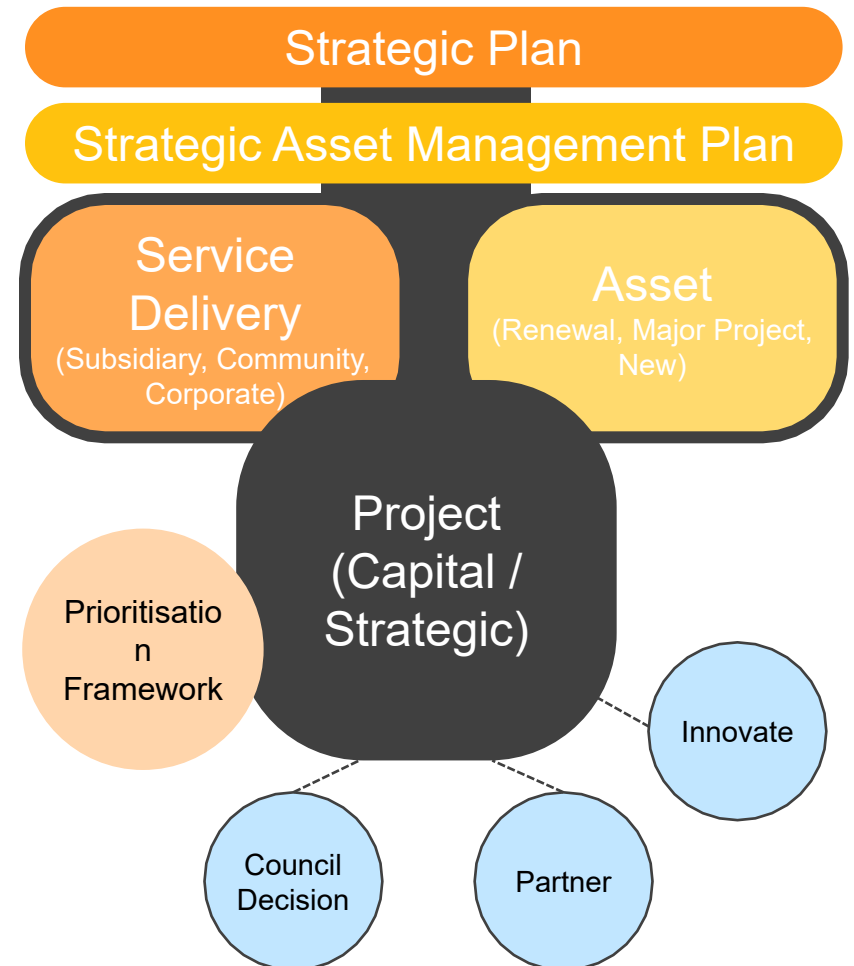 Strategic Plan
Strategic Asset Management Plan
Service
Delivery
(Subsidiary, Community,
Corporate)
Asset
(Renewal, Major Project,
New)
Project
(Capital /
Strategic)
Prioritisatio
n
Framework
Innovate
Council
Decision
Partner